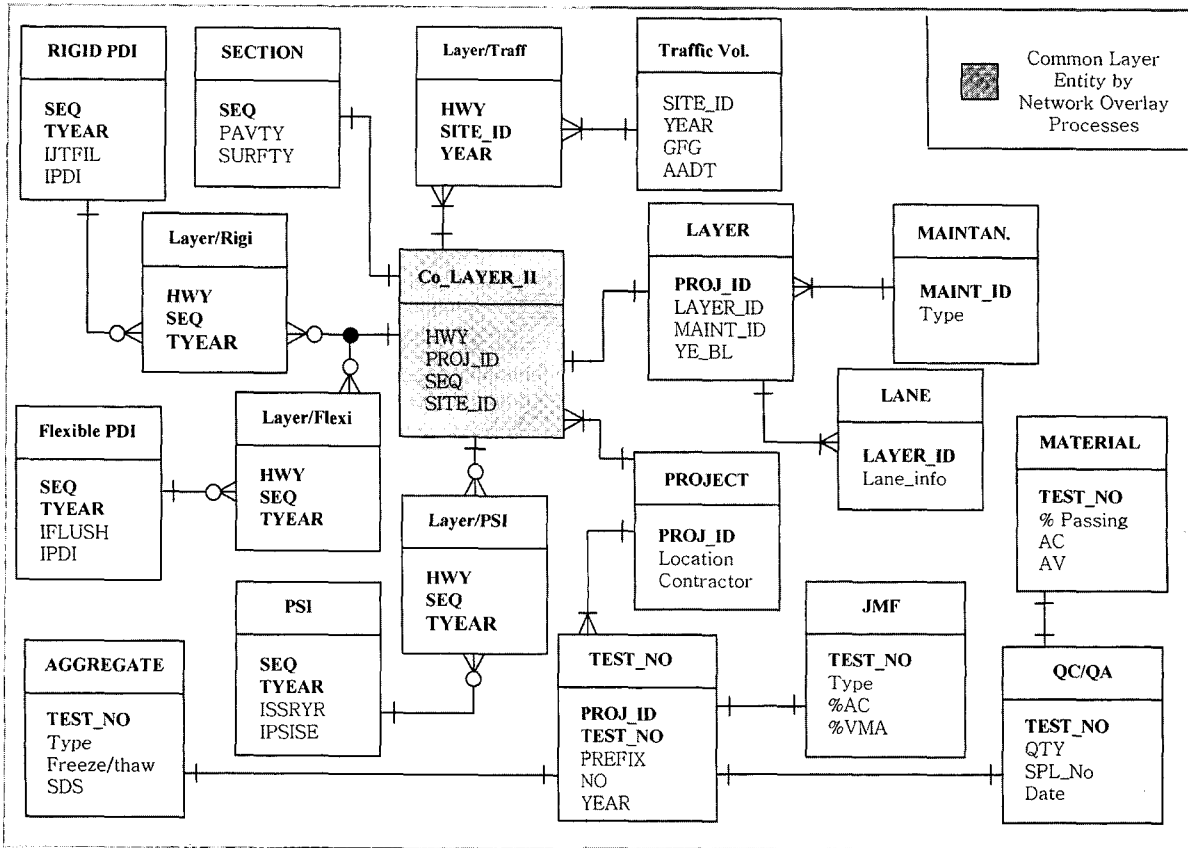 RIGID PDI
SEQ
TYEAR
IJTFIL
IPDI
SECTION
SEQ
PAVTY
SURFTY
Layer/Traff
HWY
SITE_ID
YEAR
Traffic Vol.
SITE_ID
YEAR
GFG
AADT
Common Layer
Entity by
Network Overlay
Processes
Layer/Rigi
HWY
SEQ
TYEAR
Co_LAYER_II
HWY
PROJ_ID
SEQ
SITE_ID
LAYER
PROJ_ID
LAYER_ID
MAINT_ID
YE_BL
MAINTAN.
MAINT_ID
Type
Flexible PDI
SEQ
TYEAR
IFLUSH
IPDI
Layer/Flexi
HWY
SEQ
TYEAR
LANE
LAYER_ID
Lane_info
MATERIAL
TEST_NO
% Passing
AC
AV
Layer/PSI
HWY
SEQ
TYEAR
PROJECT
PROJ_ID
Location
Contractor
PSI
SEQ
TYEAR
ISSRYR
IPSISE
JMF
TEST_NO
Type
%AC
%VMA
AGGREGATE
TEST_NO
Type
Freeze/thaw
SDS
TEST_NO
PROJ_ID
TEST_NO
PREFIX
NO
YEAR
QC/QA
TEST_NO
QTY
SPL_No
Date